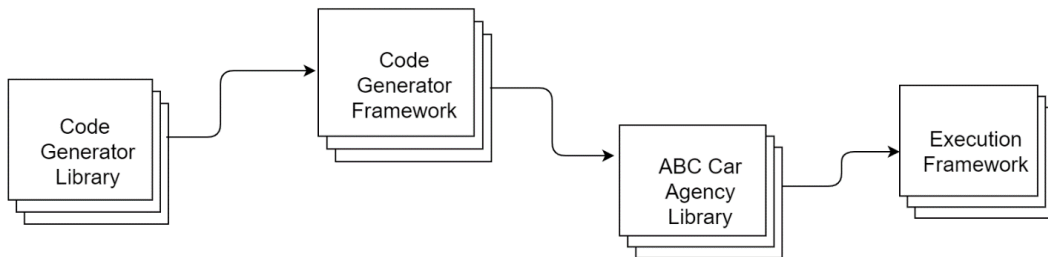 Code
Generator
Library
Code
Generator
Framework
ABC Car
Agency
Library
Execution
Framework